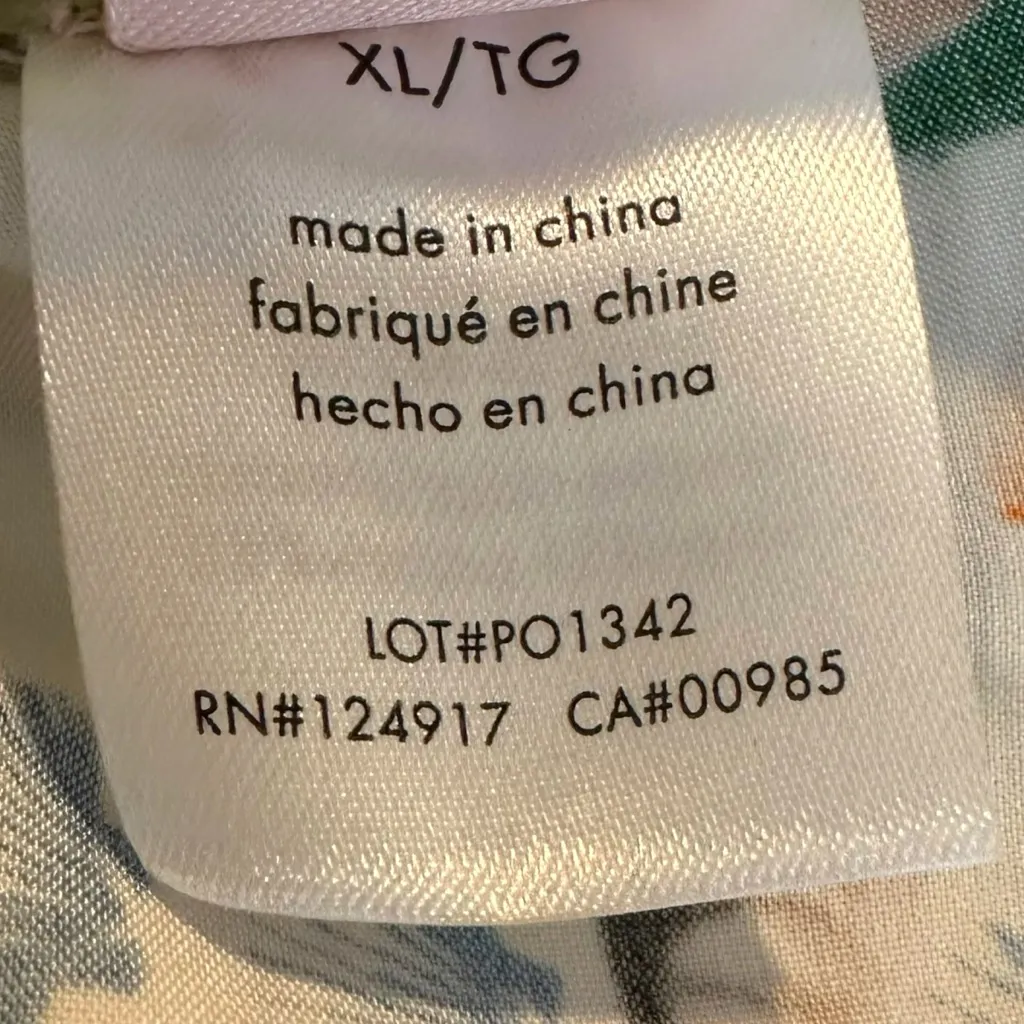 XL/TG
made in china
fabriqué en chine
hecho en china
LOT#PO1342
RN#124917 CA#00985